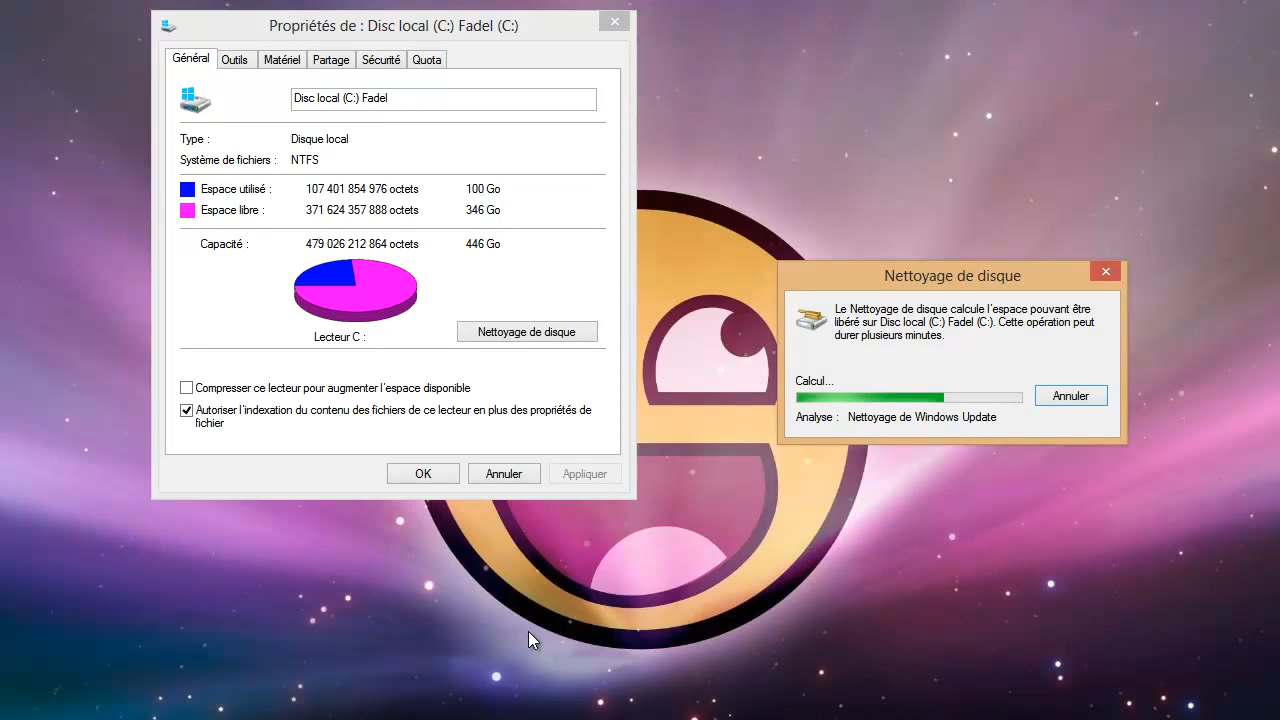 Propriétés de : Disc local (C:) Fadel (C:)
Général Outils Matériel Partage Sécurité Quota
Disc local (C:) Fadel
Type : Disque local
Système de fichiers : NTFS
Espace utilisé : 107 401 854 976 octets 100 Go
Espace libre : 371 624 357 888 octets 346 Go
Capacité : 479 026 212 864 octets 446 Go
Lecteur C :
Nettoyage de disque
Compresser ce lecteur pour augmenter l'espace disponible
Autoriser l'indexation du contenu des fichiers de ce lecteur en plus des propriétés de
fichier
OK Annuler Appliquer
Nettoyage de disque
Le Nettoyage de disque calcule l'espace pouvant être
libéré sur Disc local (C:) Fadel (C:). Cette opération peut
durer plusieurs minutes.
Calcul...
Annuler
Analyse : Nettoyage de Windows Update